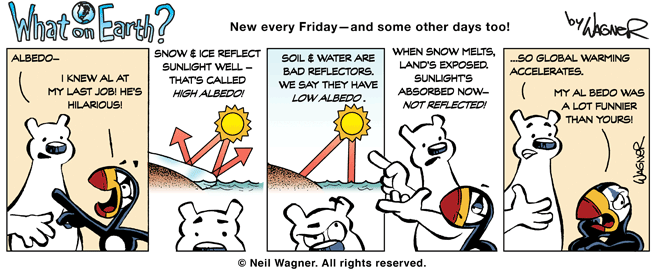 What on Earth?
New every Friday—and some other days too!
by WAGNER
ALBEDO—
I KNEW AL AT
MY LAST JOB! HE'S
HILARIOUS!
SNOW & ICE REFLECT
SUNLIGHT WELL –
THAT'S CALLED
HIGH ALBEDO!
SOIL & WATER ARE
BAD REFLECTORS.
WE SAY THEY HAVE
LOW ALBEDO.
WHEN SNOW MELTS,
LAND'S EXPOSED.
SUNLIGHT'S
ABSORBED NOW–
NOT REFLECTED!
...SO GLOBAL WARMING
ACCELERATES.
MY AL BEDO WAS
A LOT FUNNIER
THAN YOURS!
WAGNER
© Neil Wagner. All rights reserved.